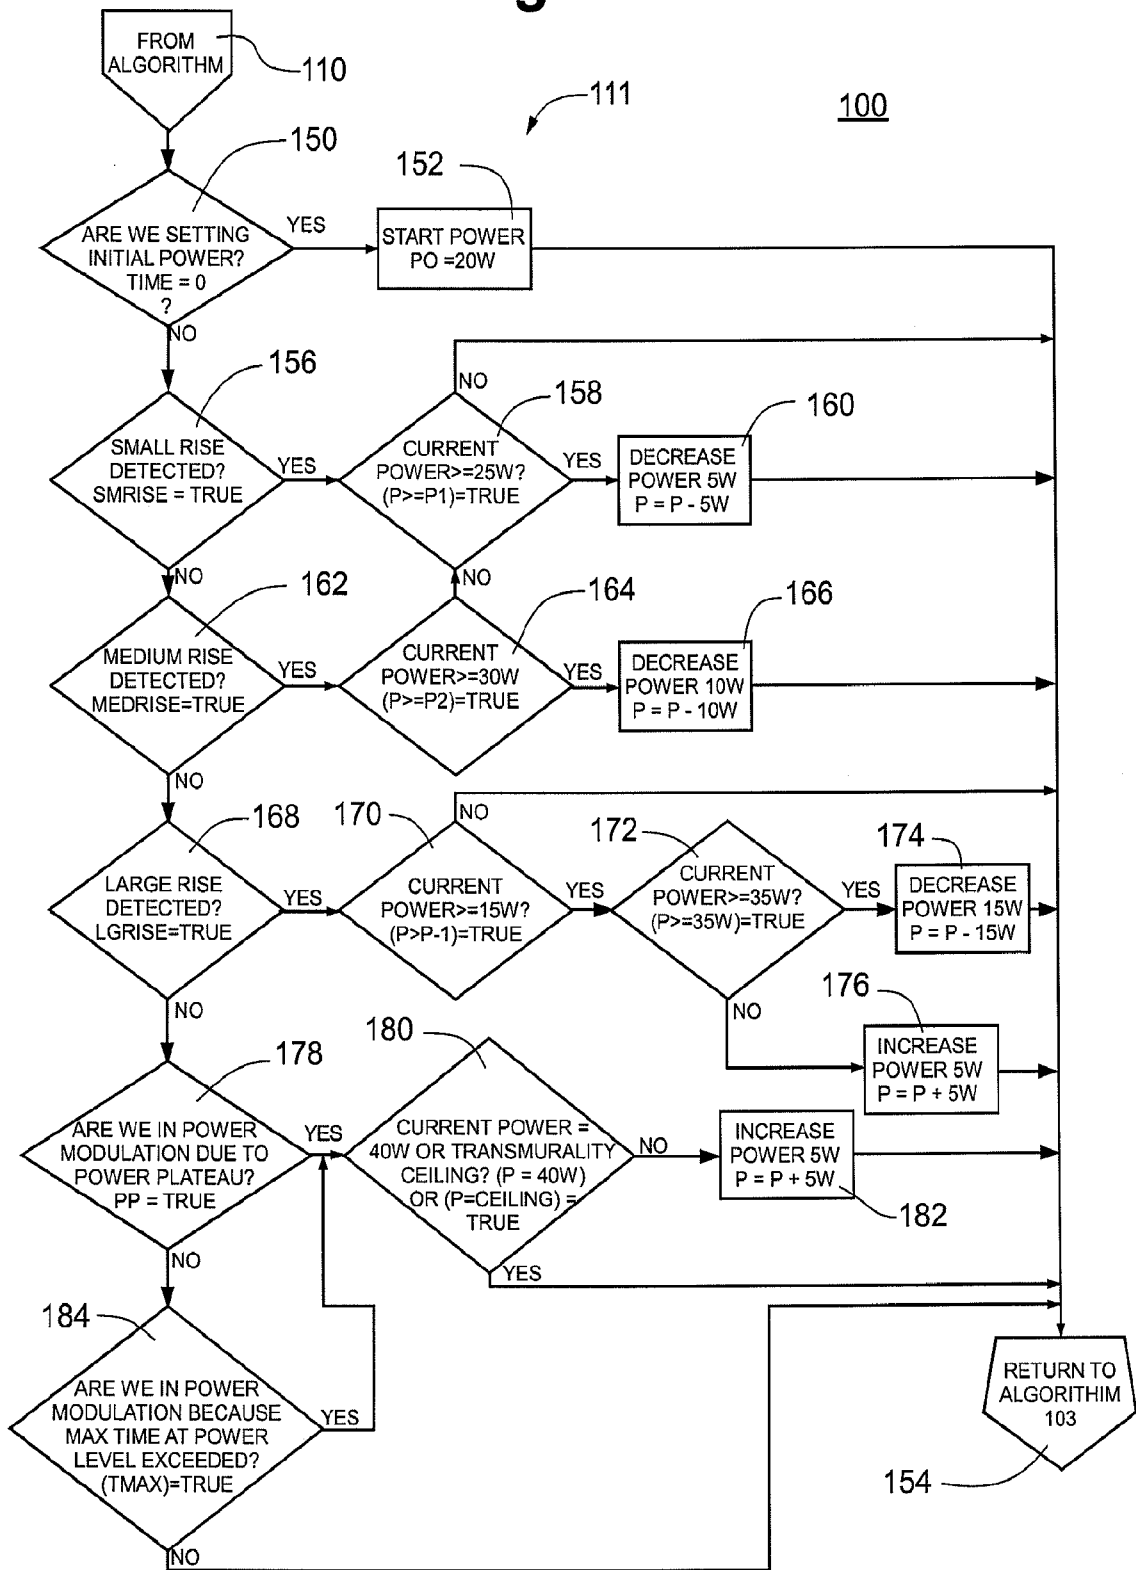 FROM
ALGORITHM
110
111
100
150
ARE WE SETTING
INITIAL POWER?
TIME = 0
?
YES
NO
152
START POWER
PO =20W
156
SMALL RISE
DETECTED?
SMRISE = TRUE
YES
NO
NO
158
CURRENT
POWER>=25W?
(P>=P1)=TRUE
YES
160
DECREASE
POWER 5W
P = P - 5W
162
MEDIUM RISE
DETECTED?
MEDRISE=TRUE
YES
NO
NO
164
CURRENT
POWER>=30W
(P>=P2)=TRUE
YES
166
DECREASE
POWER 10W
P = P - 10W
168
LARGE RISE
DETECTED?
LGRISE=TRUE
YES
NO
170
NO
CURRENT
POWER>=15W?
(P>P-1)=TRUE
YES
172
CURRENT
POWER>=35W?
(P>=35W)=TRUE
YES
NO
174
DECREASE
POWER 15W
P = P - 15W
176
INCREASE
POWER 5W
P = P + 5W
178
ARE WE IN POWER
MODULATION DUE TO
POWER PLATEAU?
PP = TRUE
YES
NO
180
CURRENT POWER =
40W OR TRANSMURALITY
CEILING? (P = 40W)
OR (P=CEILING) =
TRUE
NO
YES
INCREASE
POWER 5W
P = P + 5W
182
184
ARE WE IN POWER
MODULATION BECAUSE
MAX TIME AT POWER
LEVEL EXCEEDED?
(TMAX)=TRUE
YES
NO
RETURN TO
ALGORITHIM
103
154